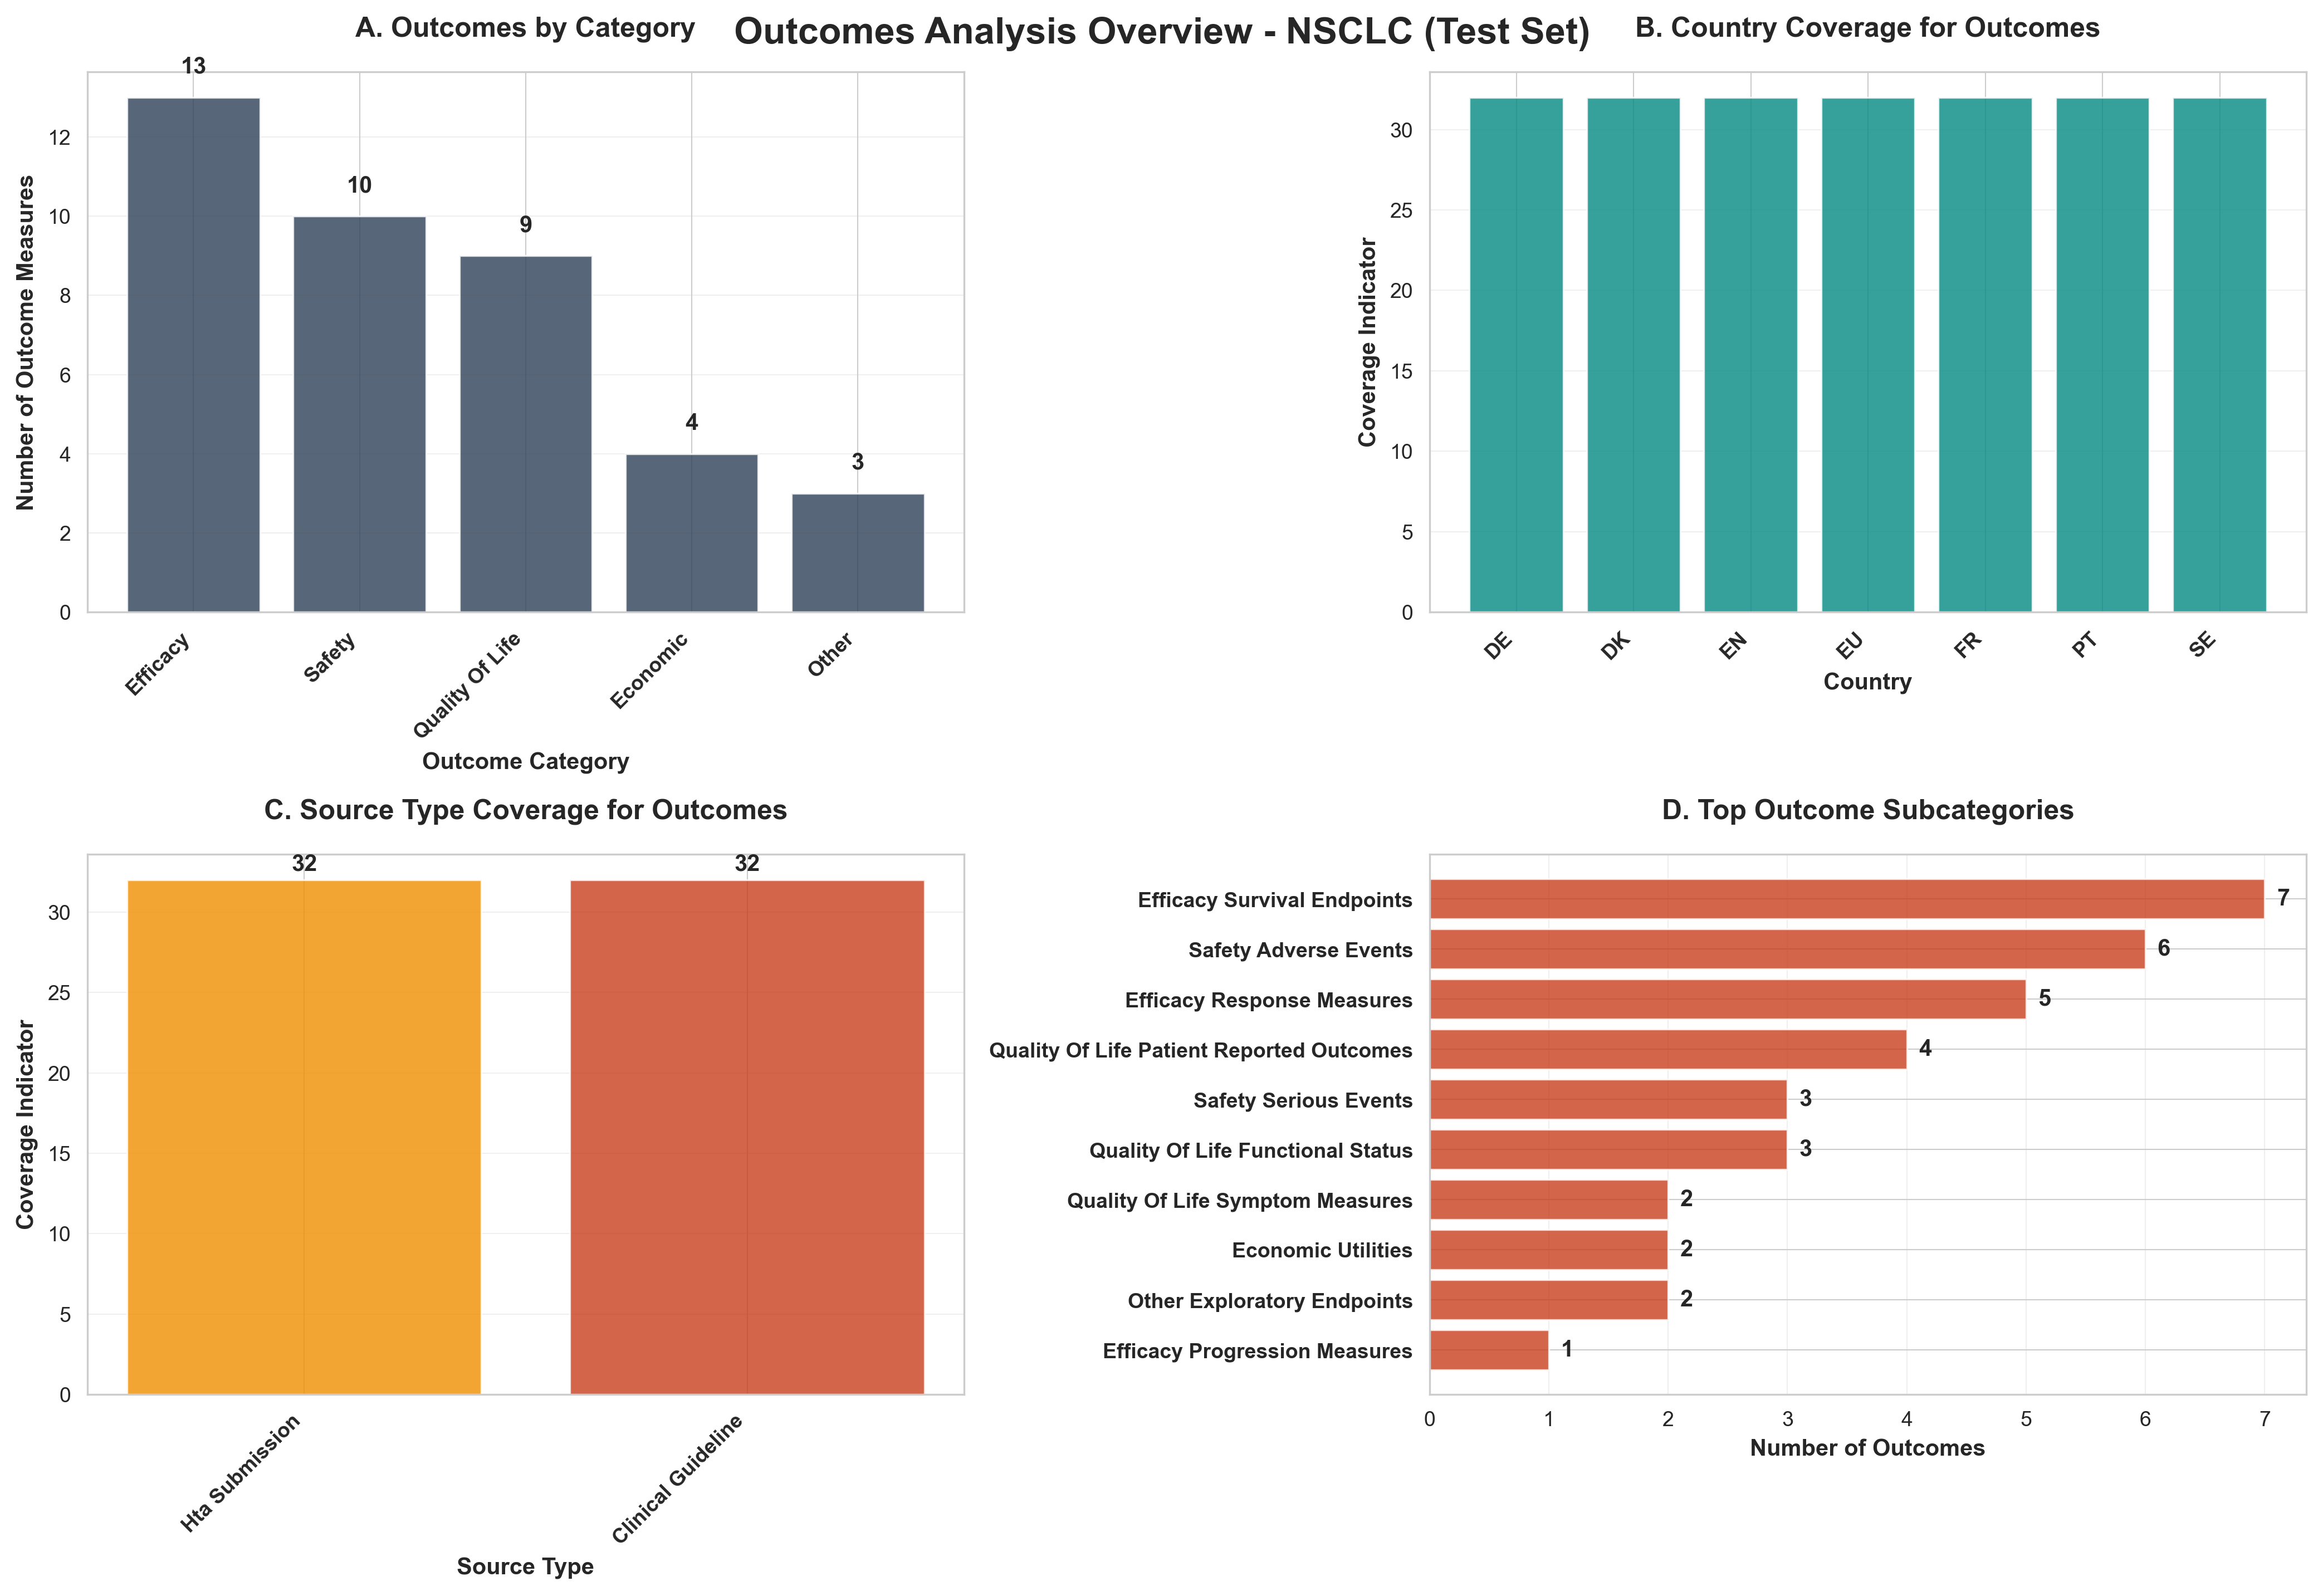 Outcomes Analysis Overview - NSCLC (Test Set)
A. Outcomes by Category
Number of Outcome Measures
0
2
4
6
8
10
12
13
10
9
4
3
Efficacy
Safety
Quality Of Life
Economic
Other
Outcome Category
B. Country Coverage for Outcomes
Coverage Indicator
0
5
10
15
20
25
30
DE
DK
EN
EU
FR
PT
SE
Country
C. Source Type Coverage for Outcomes
Coverage Indicator
0
5
10
15
20
25
30
32
32
Hta Submission
Clinical Guideline
Source Type
D. Top Outcome Subcategories
Efficacy Survival Endpoints 7
Safety Adverse Events 6
Efficacy Response Measures 5
Quality Of Life Patient Reported Outcomes 4
Safety Serious Events 3
Quality Of Life Functional Status 3
Quality Of Life Symptom Measures 2
Economic Utilities 2
Other Exploratory Endpoints 2
Efficacy Progression Measures 1
0 1 2 3 4 5 6 7
Number of Outcomes